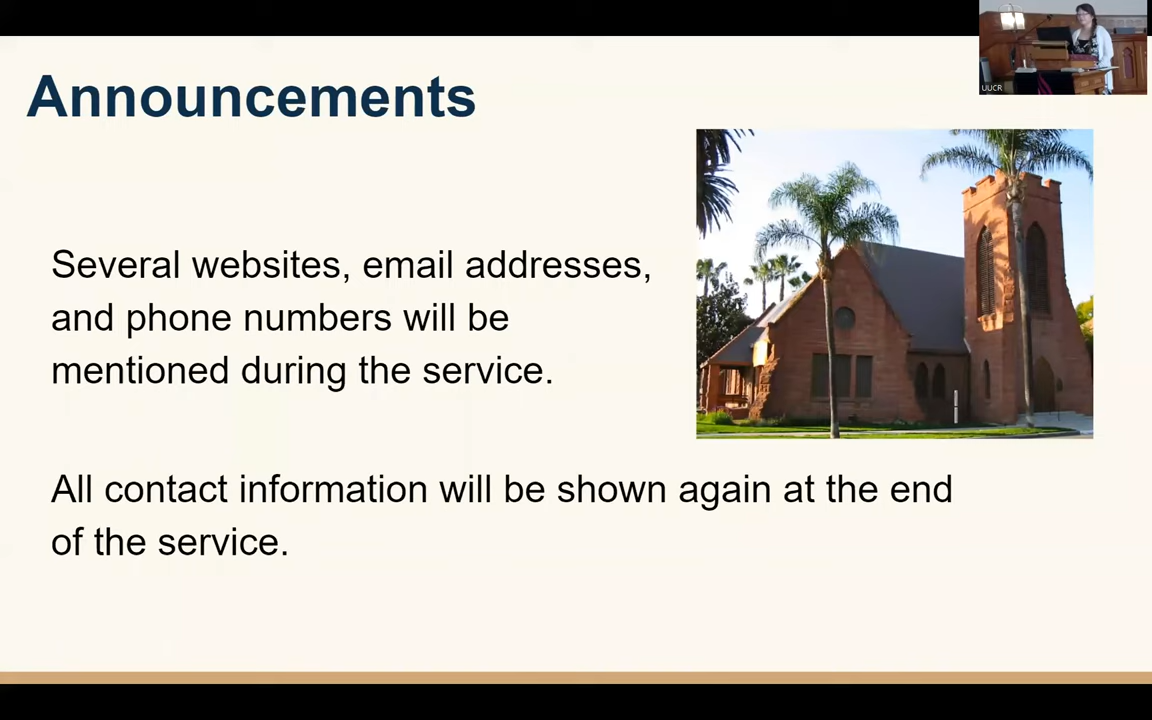 UUCR
Announcements
Several websites, email addresses,
and phone numbers will be
mentioned during the service.
All contact information will be shown again at the end
of the service.